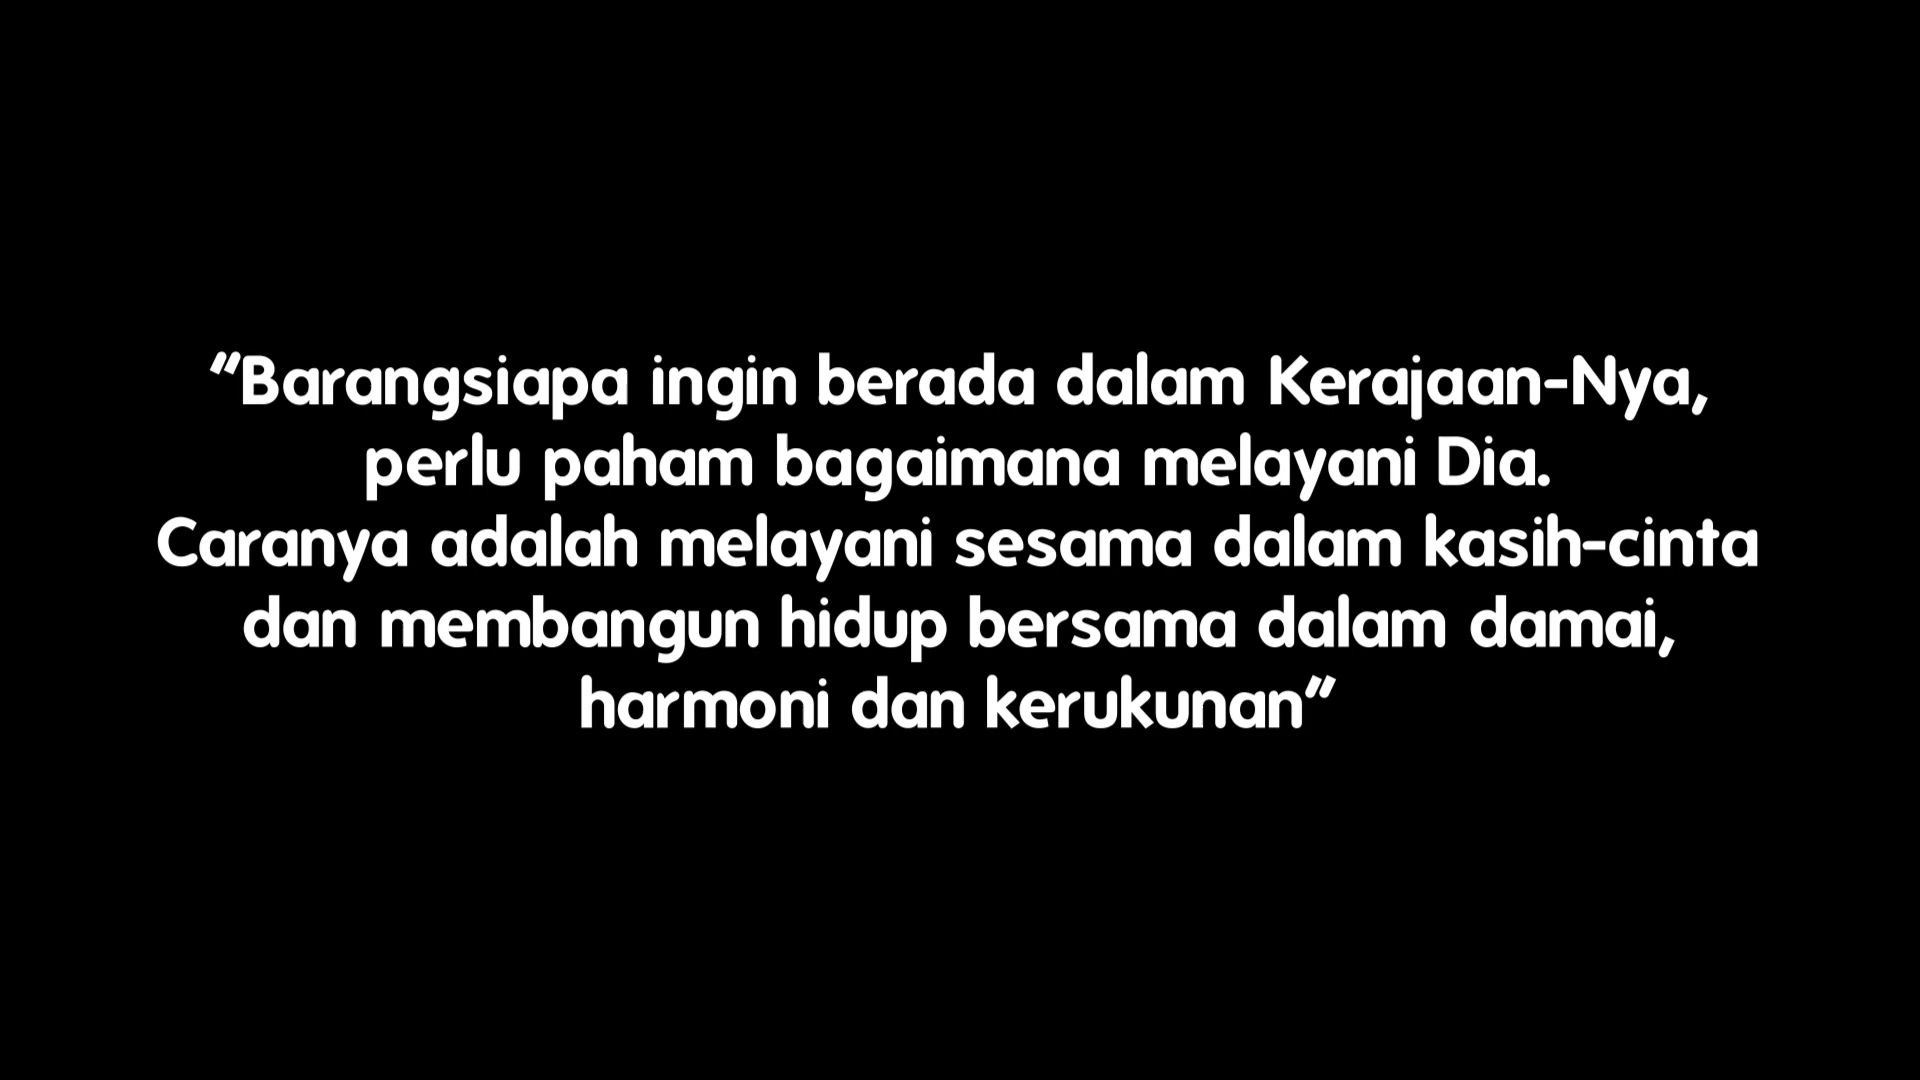 “Barangsiapa ingin berada dalam Kerajaan-Nya,
perlu paham bagaimana melayani Dia.
Caranya adalah melayani sesama dalam kasih-cinta
dan membangun hidup bersama dalam damai,
harmoni dan kerukunan”